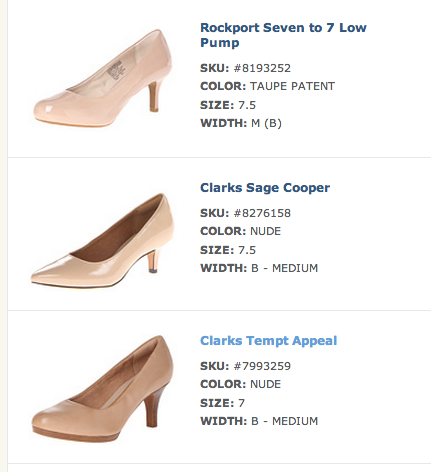 Rockport Seven to 7 Low
Pump
SKU: #8193252
COLOR: TAUPE PATENT
SIZE: 7.5
WIDTH: M (B)
Clarks Sage Cooper
SKU: #8276158
COLOR: NUDE
SIZE: 7.5
WIDTH: B - MEDIUM
Clarks Tempt Appeal
SKU: #7993259
COLOR: NUDE
SIZE: 7
WIDTH: B - MEDIUM